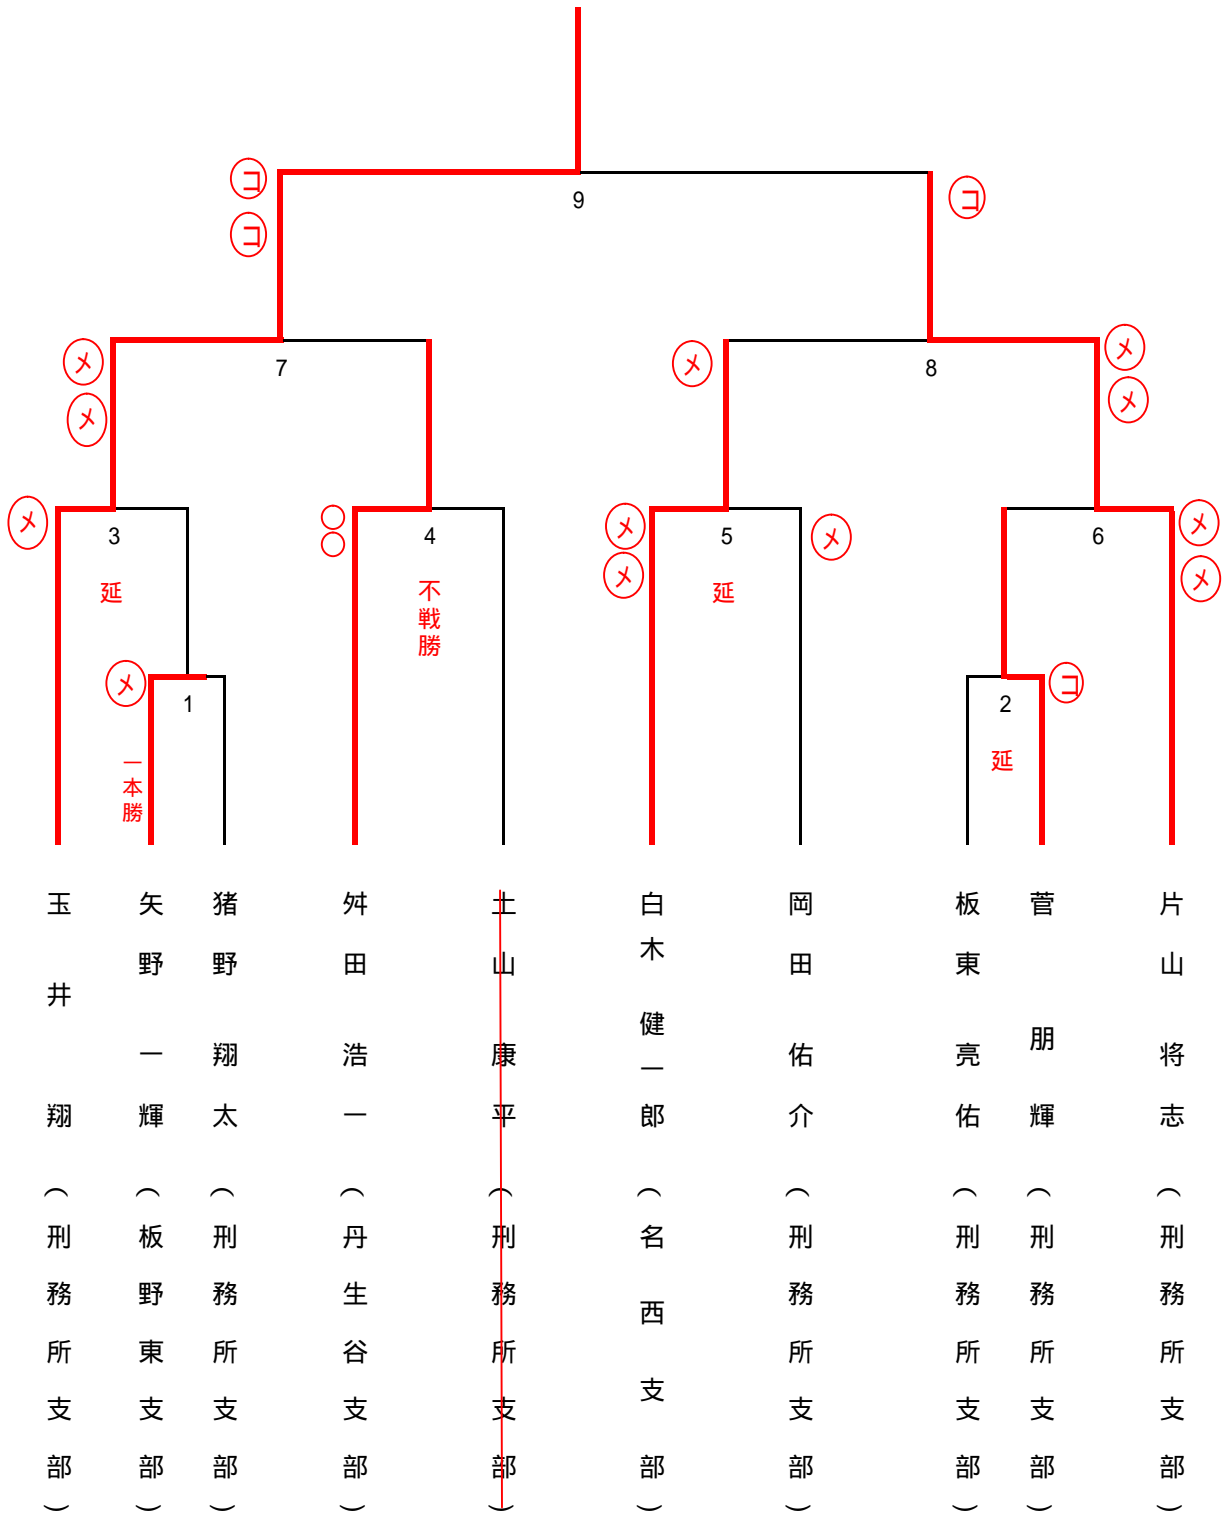 コ
コ
9
コ
メ
メ
7
メ
8
メ
メ
メ
3
延
○
○
4
不戦勝
メ
メ
5
延
メ
6
メ
メ
メ
1
一本勝
2
コ
延
玉井 翔(刑務所支部)
矢野 一輝(板野東支部)
猪野 翔太(刑務所支部)
舛田 浩一(丹生谷支部)
土山 康平(刑務所支部)
白木 健一郎(名西支部)
岡田 佑介(刑務所支部)
板東 亮佑(刑務所支部)
菅 朋輝(刑務所支部)
片山 将志(刑務所支部)